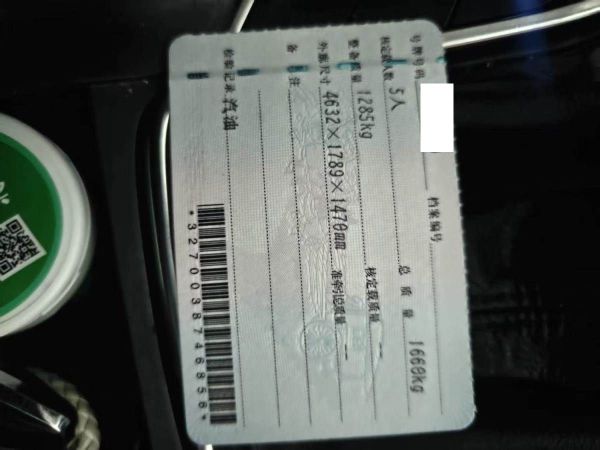 号牌号码 档案编号
核定载人数 5人 总质量 1660kg
整备质量 1285kg 核定载质量 --
外廓尺寸 4632×1789×1470mm 准牵引总质量 --
备注
检验记录 汽油
*3270038746856*